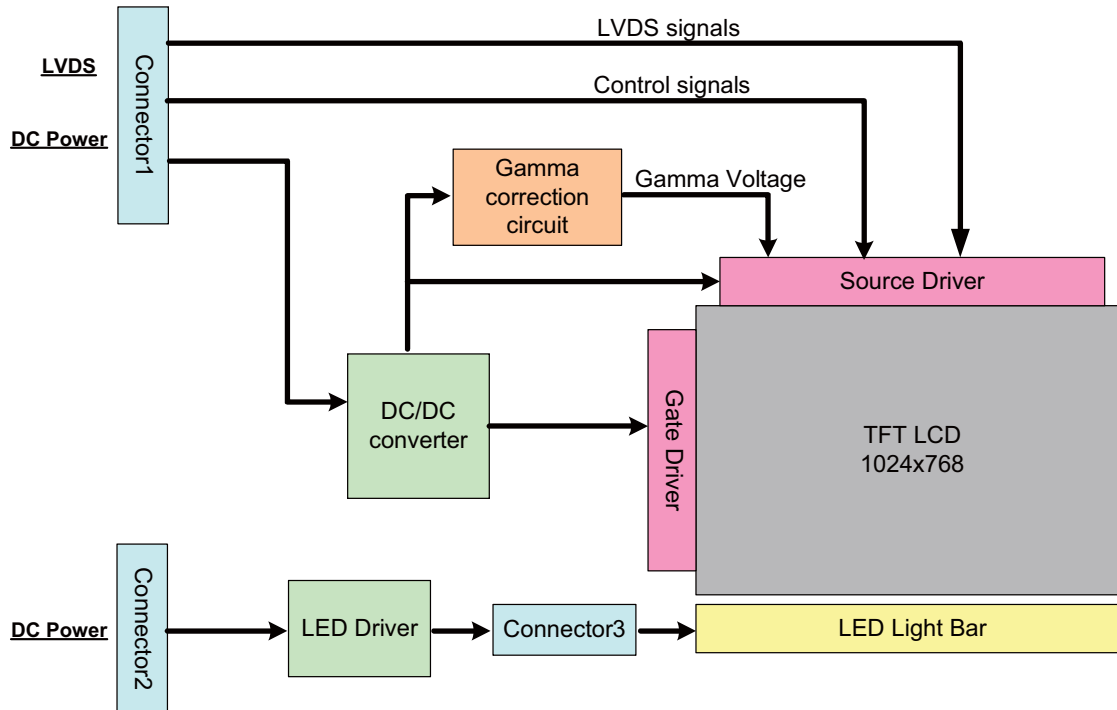 LVDS signals
LVDS
Connector1
Control signals
DC Power
Gamma
correction
circuit
Gamma Voltage
Source Driver
DC/DC
converter
Gate Driver
TFT LCD
1024x768
DC Power
Connector2
LED Driver
Connector3
LED Light Bar